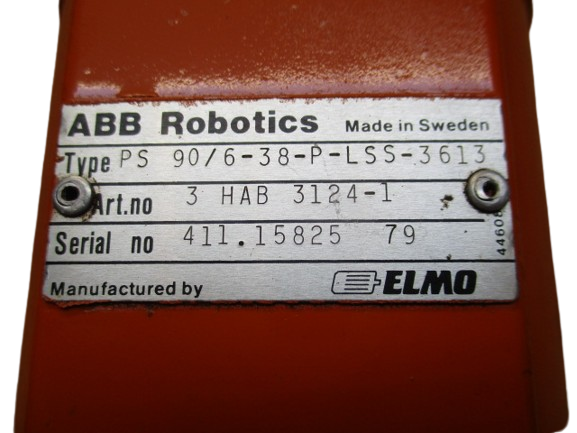 ABB Robotics Made in Sweden
Type PS 90/6-38-P-LSS-3613
Art.no 3 HAB 3124-1
Serial no 411.15825 79
44608
Manufactured by ELMO